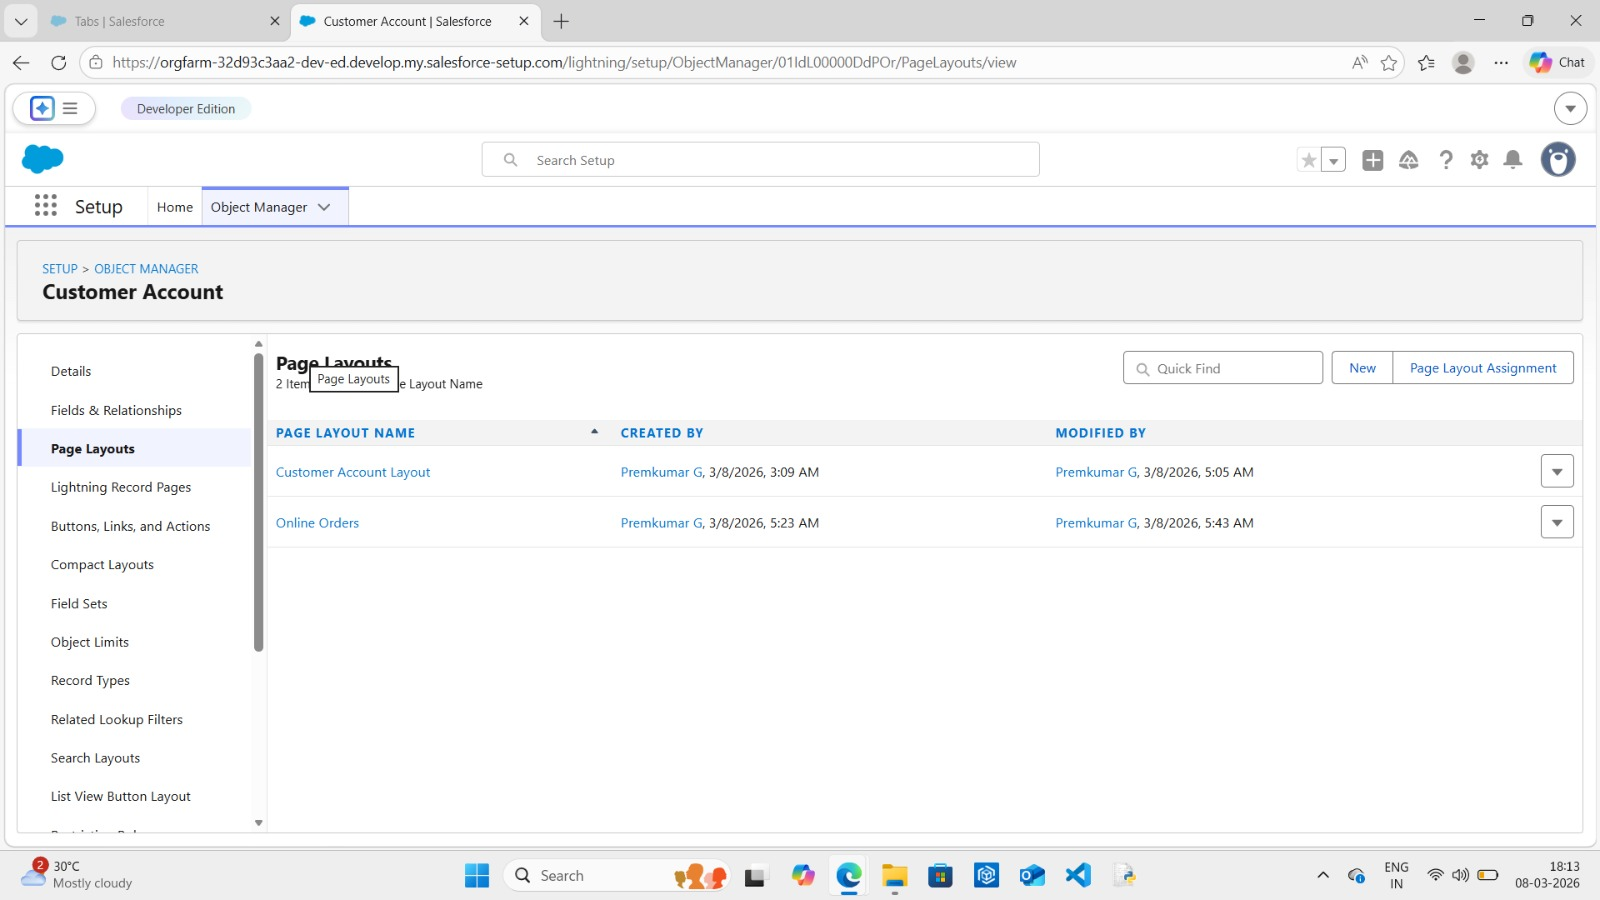 Tabs | Salesforce
Customer Account | Salesforce
https://orgfarm-32d93c3aa2-dev-ed.develop.my.salesforce-setup.com/lightning/setup/ObjectManager/01IdL00000DdPOr/PageLayouts/view
Chat
Developer Edition
Search Setup
Setup
Home
Object Manager
SETUP > OBJECT MANAGER
Customer Account
Details
Fields & Relationships
Page Layouts
Lightning Record Pages
Buttons, Links, and Actions
Compact Layouts
Field Sets
Object Limits
Record Types
Related Lookup Filters
Search Layouts
List View Button Layout
Page Layouts
Page Layouts
2 Item
Layout Name
Quick Find
New
Page Layout Assignment
PAGE LAYOUT NAME CREATED BY MODIFIED BY
Customer Account Layout Premkumar G, 3/8/2026, 3:09 AM Premkumar G, 3/8/2026, 5:05 AM
Online Orders Premkumar G, 3/8/2026, 5:23 AM Premkumar G, 3/8/2026, 5:43 AM
2
30°C
Mostly cloudy
Search
ENG
IN
18:13
08-03-2026